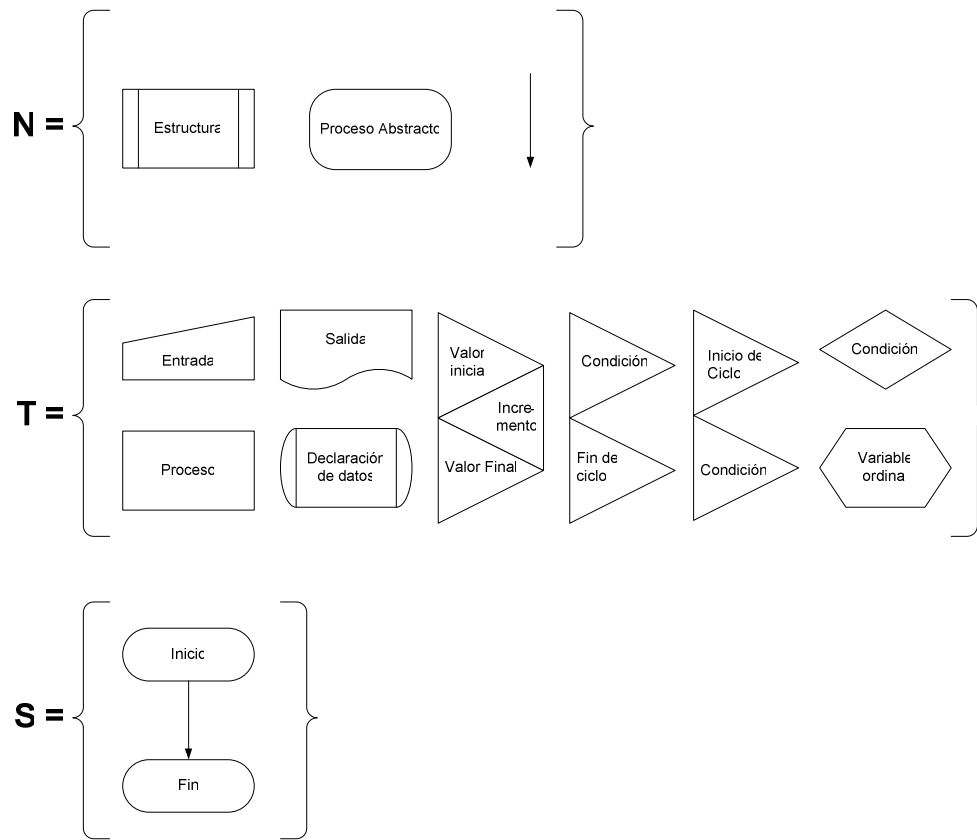 N =
Estructura
Proceso Abstracto
T =
Entrada
Salida
Valor
inicia
Incre-
mento
Valor Final
Condición
Fin de
ciclo
Inicio de
Ciclo
Condición
Condición
Proceso
Declaración
de datos
Variable
ordina
S =
Inicio
Fin